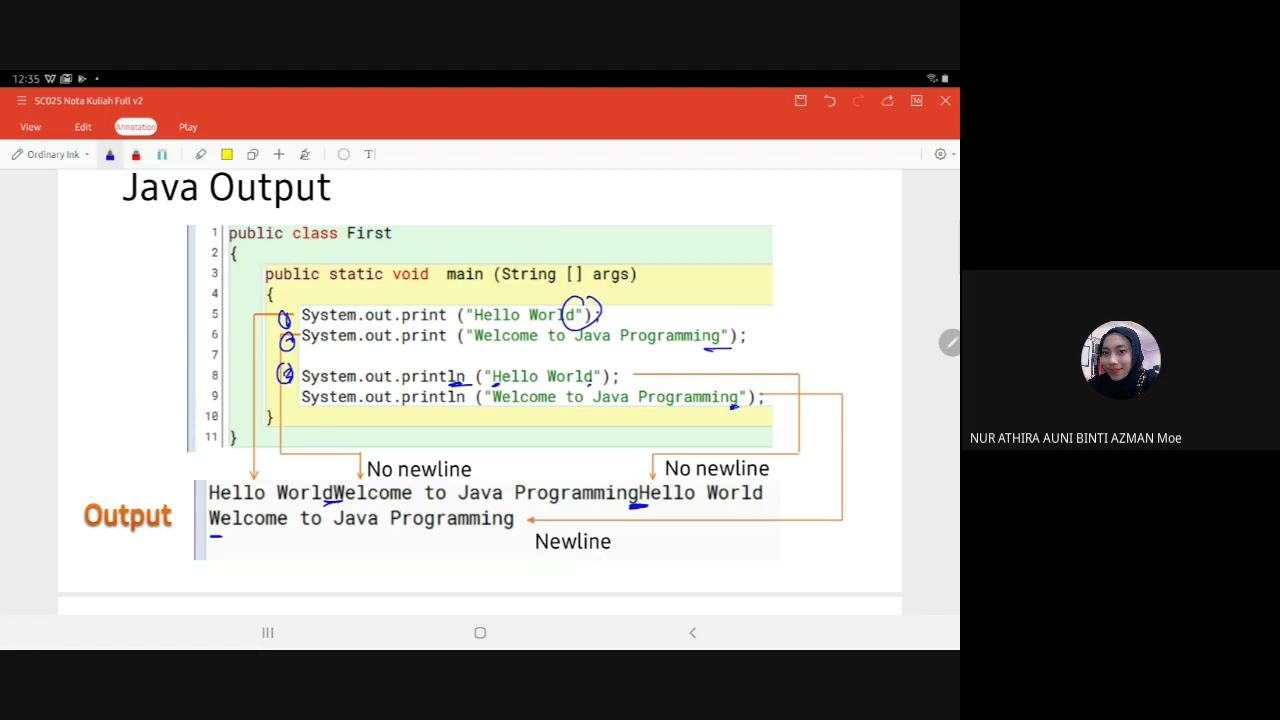 12:35
SC025 Nota Kuliah Full v2
16
View Edit Annotation Play
Ordinary Ink T
Java Output
1 public class First
2 {
3 public static void main (String [] args)
4 {
5 System.out.print ("Hello World");
6 System.out.print ("Welcome to Java Programming");
7
8 System.out.println ("Hello World");
9 System.out.println ("Welcome to Java Programming");
10 }
11 }
No newline No newline
Output
Hello WorldWelcome to Java ProgrammingHello World
Welcome to Java Programming
Newline
NUR ATHIRA AUNI BINTI AZMAN Moe